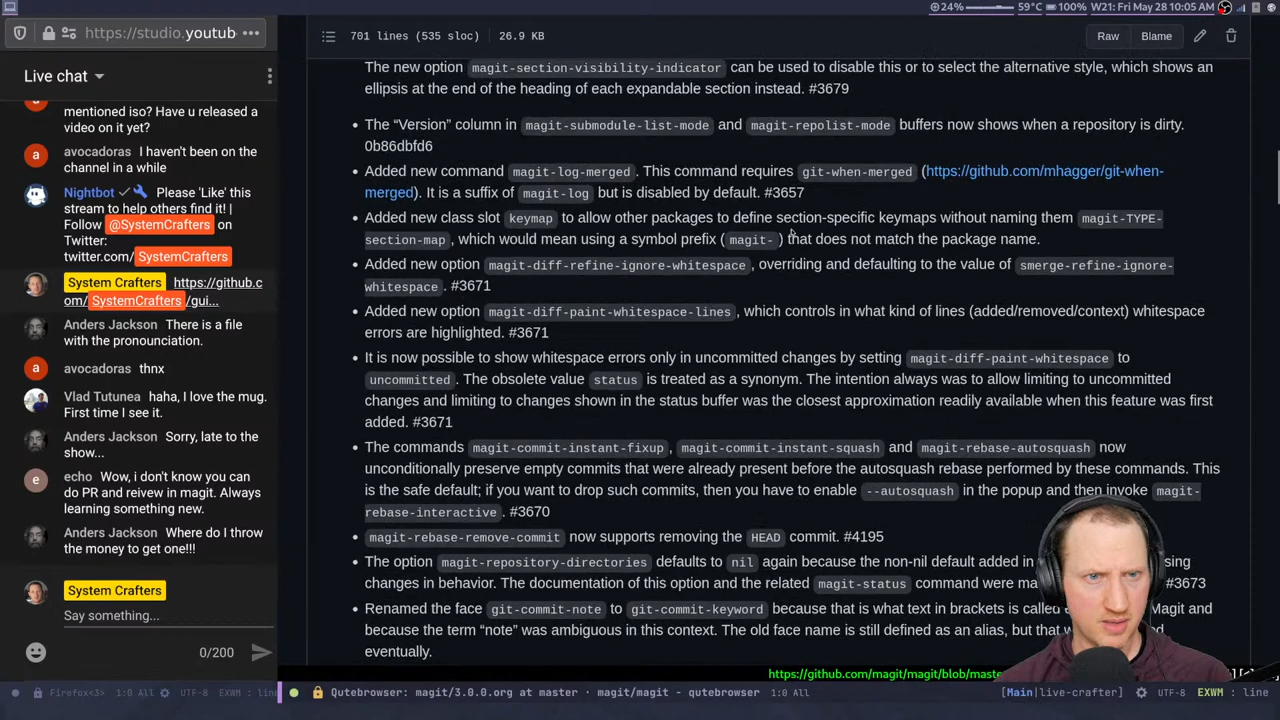 24% 59°C 100% W21: Fri May 28 10:05 AM
https://studio.youtub
Live chat
mentioned iso? Have u released a
video on it yet?
avocadoras I haven't been on the
channel in a while
Nightbot Please 'Like' this
stream to help others find it! |
Follow @SystemCrafters on
Twitter:
twitter.com/SystemCrafters
System Crafters https://github.c
om/SystemCrafters/gui...
Anders Jackson There is a file
with the pronounciation.
avocadoras thnx
Vlad Tutunea haha, I love the mug.
First time I see it.
Anders Jackson Sorry, late to the
show...
echo Wow, i don't know you can
do PR and reivew in magit. Always
learning something new.
Anders Jackson Where do I throw
the money to get one!!!
System Crafters
Say something...
0/200
701 lines (535 sloc) 26.9 KB
Raw Blame
The new option magit-section-visibility-indicator can be used to disable this or to select the alternative style, which shows an
ellipsis at the end of the heading of each expandable section instead. #3679
• The “Version” column in magit-submodule-list-mode and magit-repolist-mode buffers now shows when a repository is dirty.
0b86dbfd6
• Added new command magit-log-merged. This command requires git-when-merged (https://github.com/mhagger/git-when-
merged). It is a suffix of magit-log but is disabled by default. #3657
• Added new class slot keymap to allow other packages to define section-specific keymaps without naming them magit-TYPE-
section-map, which would mean using a symbol prefix (magit-) that does not match the package name.
• Added new option magit-diff-refine-ignore-whitespace, overriding and defaulting to the value of smerge-refine-ignore-
whitespace. #3671
• Added new option magit-diff-paint-whitespace-lines, which controls in what kind of lines (added/removed/context) whitespace
errors are highlighted. #3671
• It is now possible to show whitespace errors only in uncommitted changes by setting magit-diff-paint-whitespace to
uncommitted. The obsolete value status is treated as a synonym. The intention always was to allow limiting to uncommitted
changes and limiting to changes shown in the status buffer was the closest approximation readily available when this feature was first
added. #3671
• The commands magit-commit-instant-fixup, magit-commit-instant-squash and magit-rebase-autosquash now
unconditionally preserve empty commits that were already present before the autosquash rebase performed by these commands. This
is the safe default; if you want to drop such commits, then you have to enable --autosquash in the popup and then invoke magit-
rebase-interactive. #3670
• magit-rebase-remove-commit now supports removing the HEAD commit. #4195
• The option magit-repository-directories defaults to nil again because the non-nil default added in
changes in behavior. The documentation of this option and the related magit-status command were #3673
• Renamed the face git-commit-note to git-commit-keyword because that is what text in brackets is called Magit and
because the term “note” was ambiguous in this context. The old face name is still defined as an alias, but that
eventually.
https://github.com/magit/magit/blob/maste
Firefox<3> 1:0 All UTF-8 EXWM : line
Qutebrowser: magit/3.0.0.org at master · magit/magit - qutebrowser 1:0 All [Main|live-crafter] UTF-8 EXWM : line